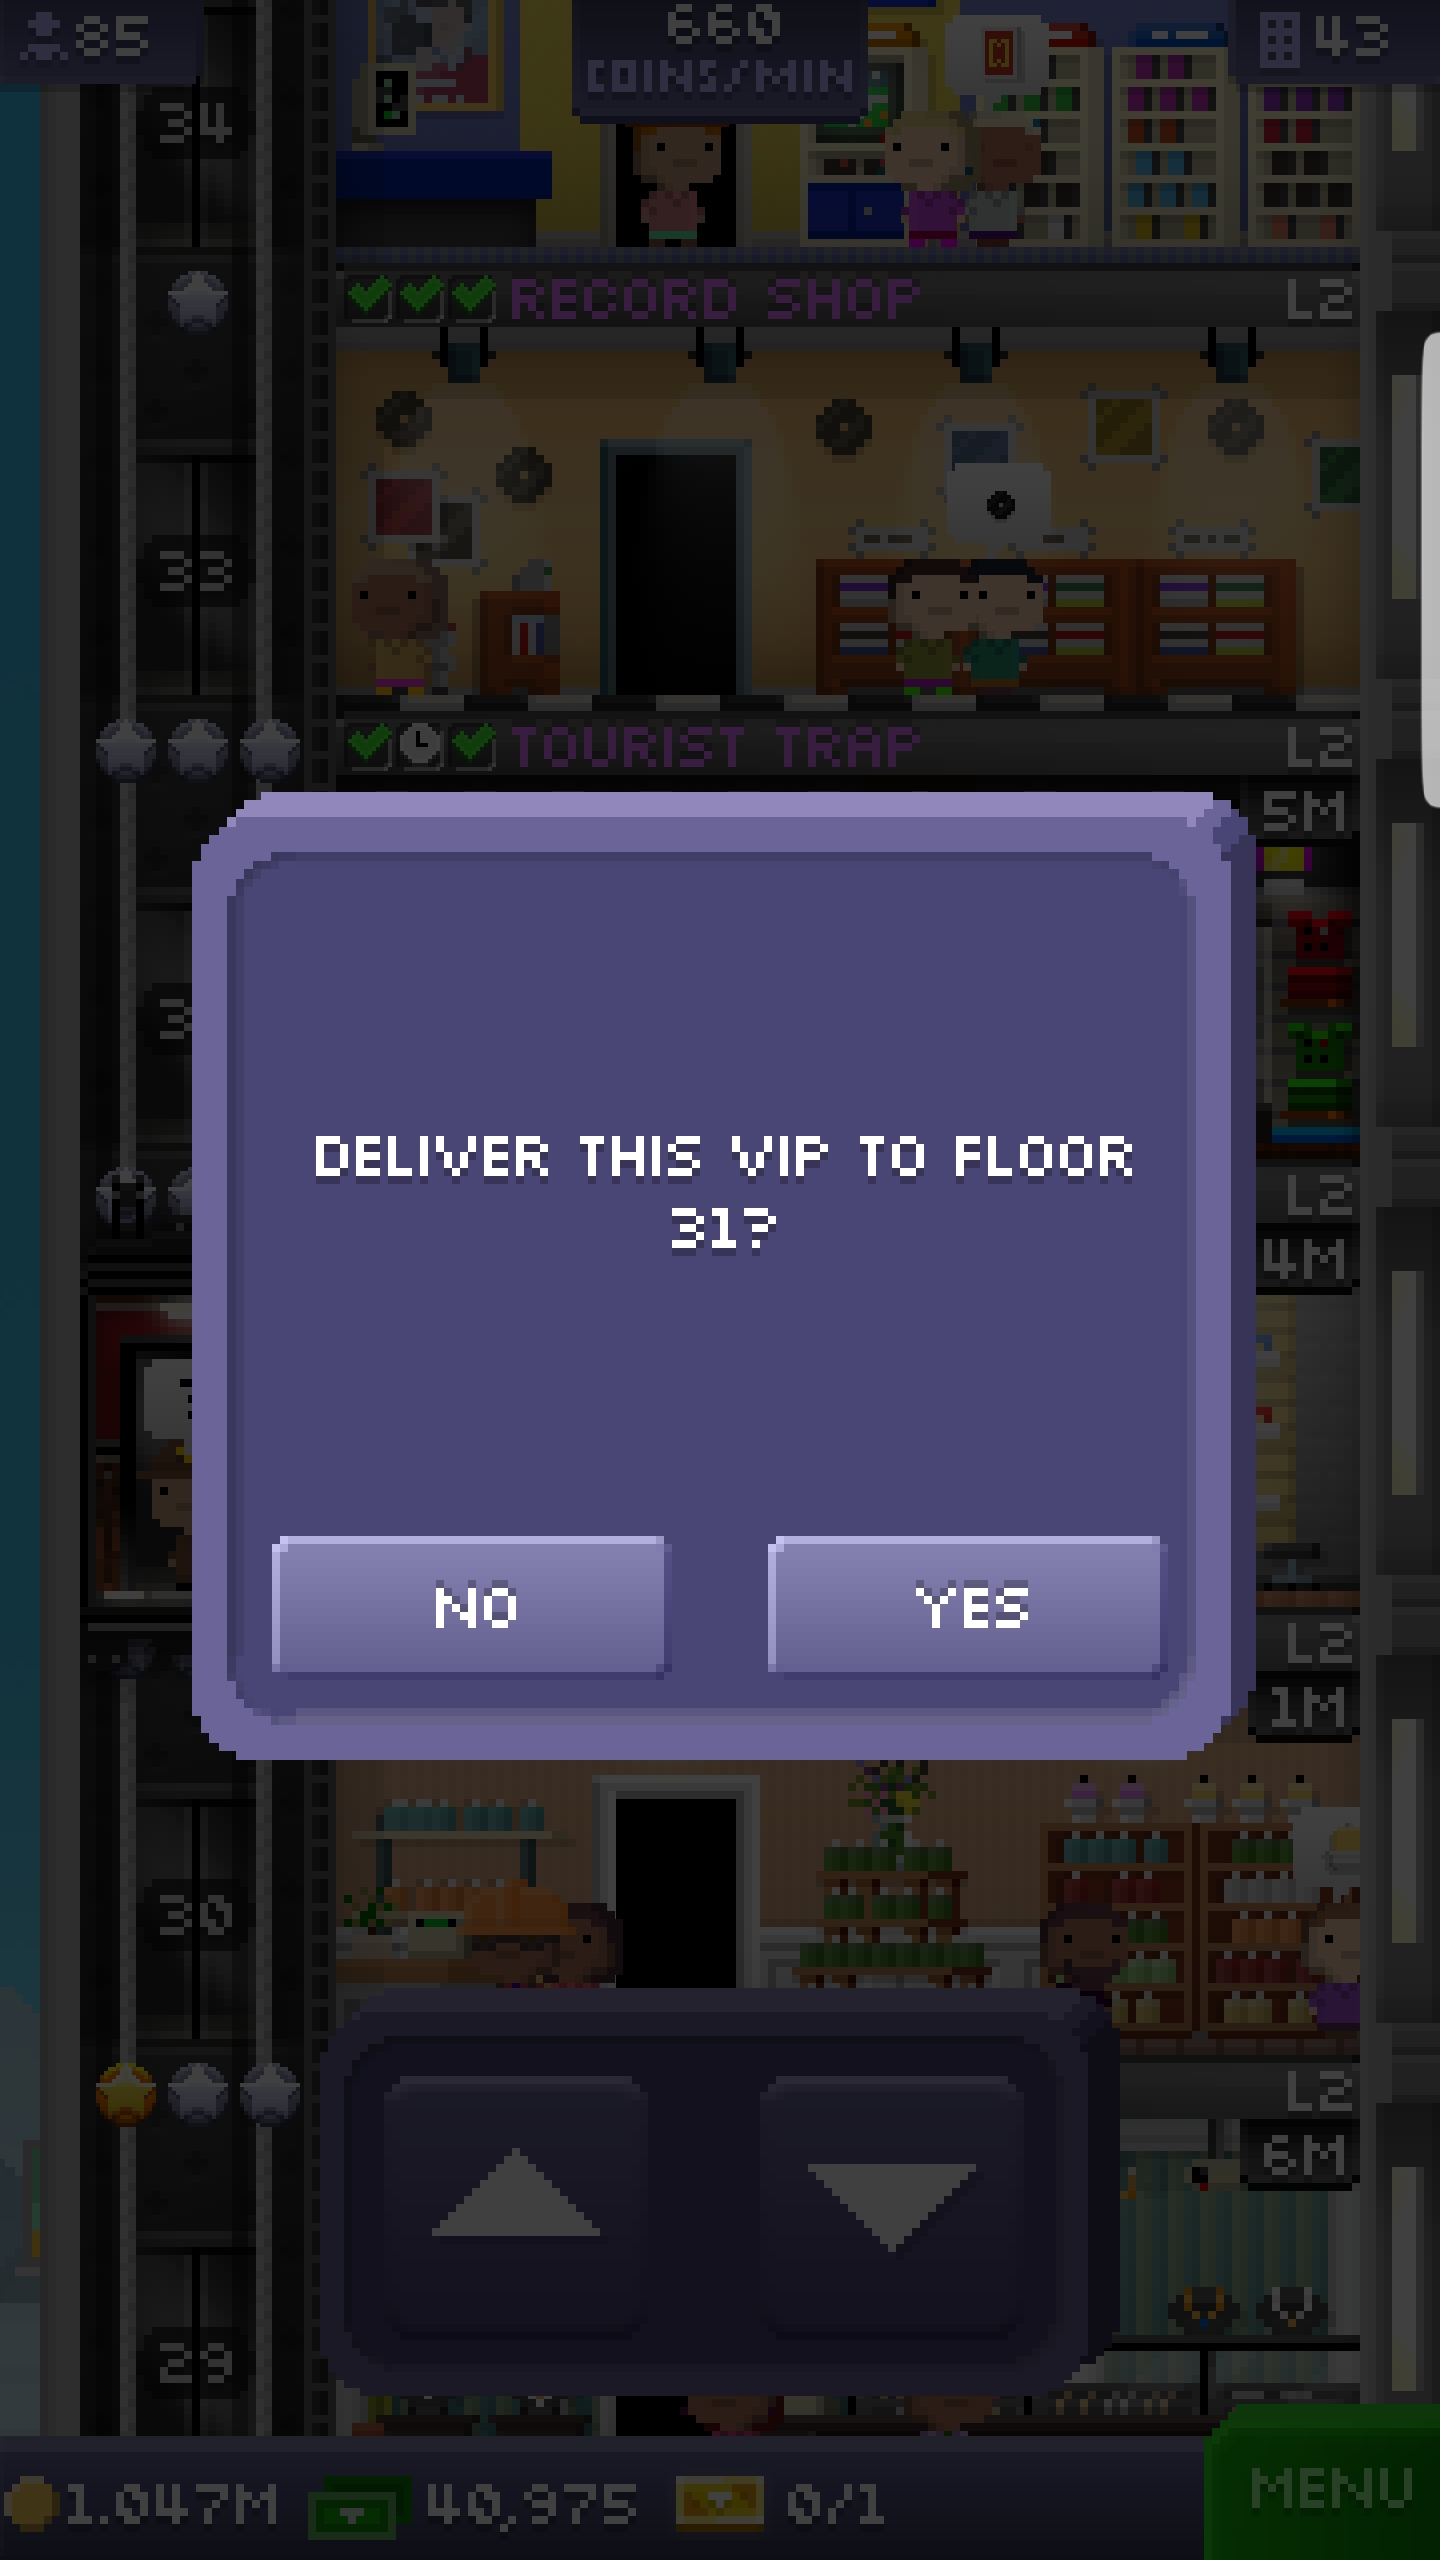 85
660
COINS/MIN
43
34
RECORD SHOP L2
33
TOURIST TRAP L2
5M
3
DELIVER THIS VIP TO FLOOR
31?
L2
4M
NO YES
L2
1M
30
L2
6M
29
1.047M 40,975 0/1 MENU